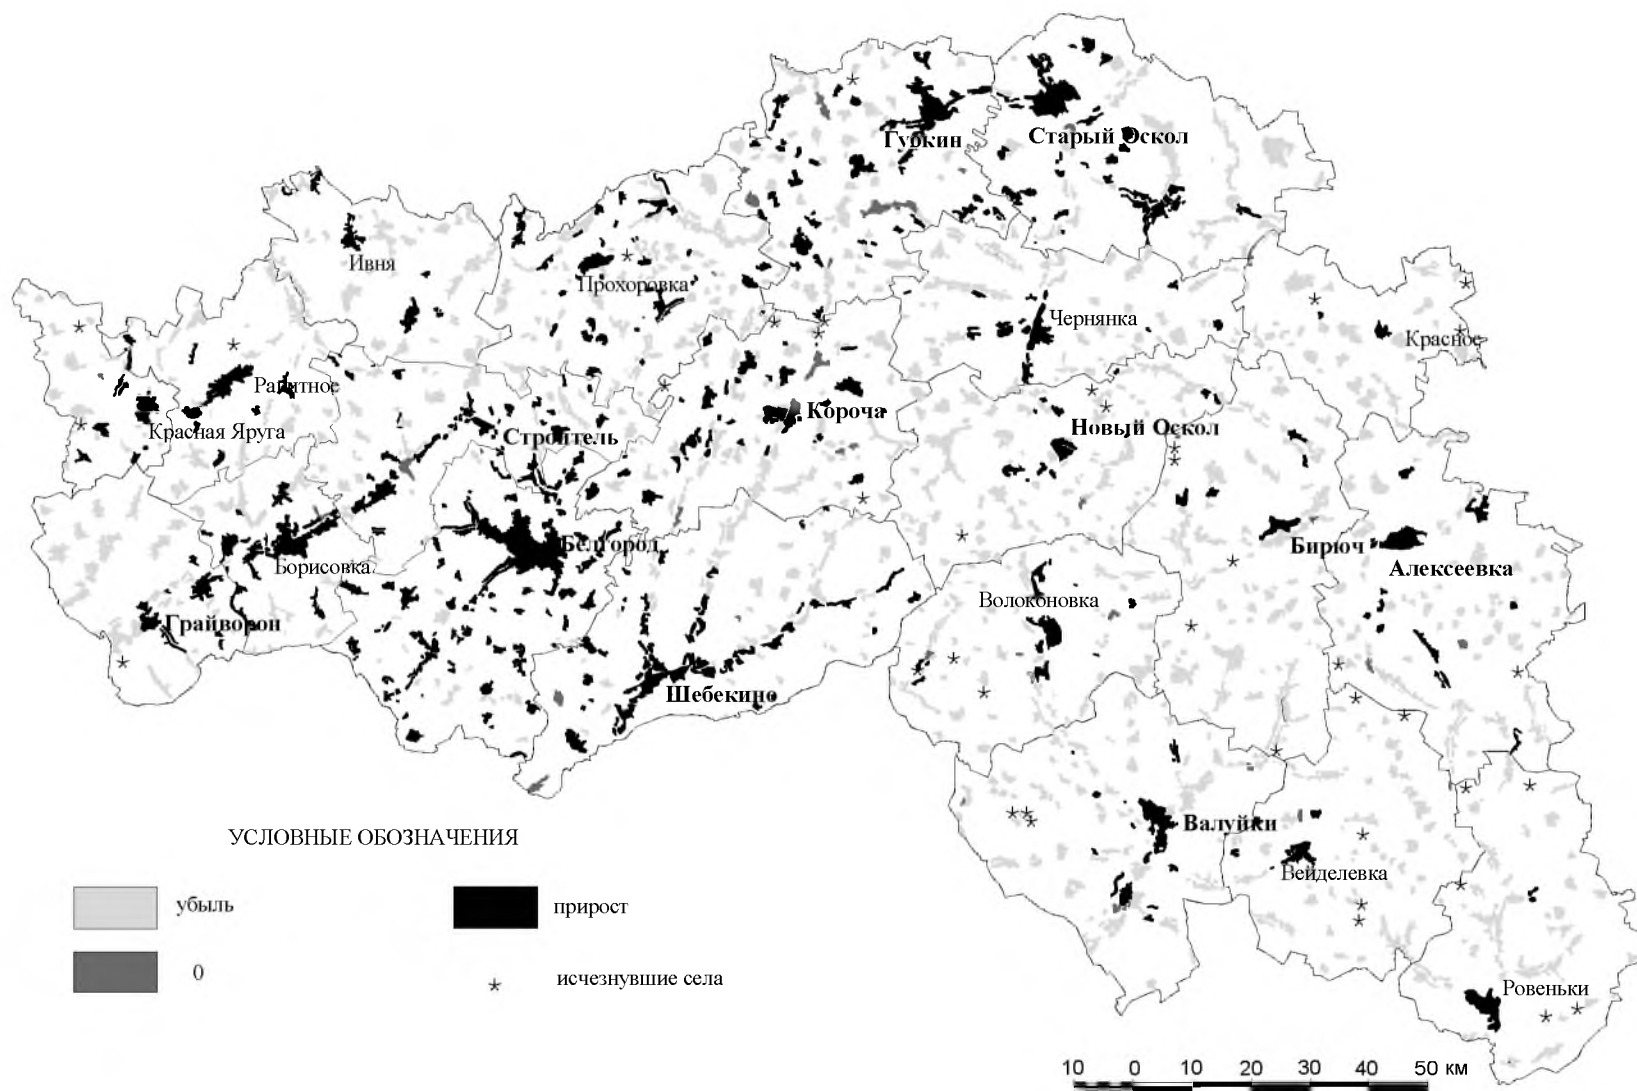 Губкин
Старый Оскол
Ивня
Прохоровка
Чернянка
Красное
Ракитное
Короча
Красная Яруга
Строитель
Новый Оскол
Белгород
Бирюч
Борисовка
Алексеевка
Волоконовка
Грайворон
Шебекино
Валуйки
Вейделевка
Ровеньки
УСЛОВНЫЕ ОБОЗНАЧЕНИЯ
убыль
прирост
0
исчезнувшие села
10 0 10 20 30 40 50 км